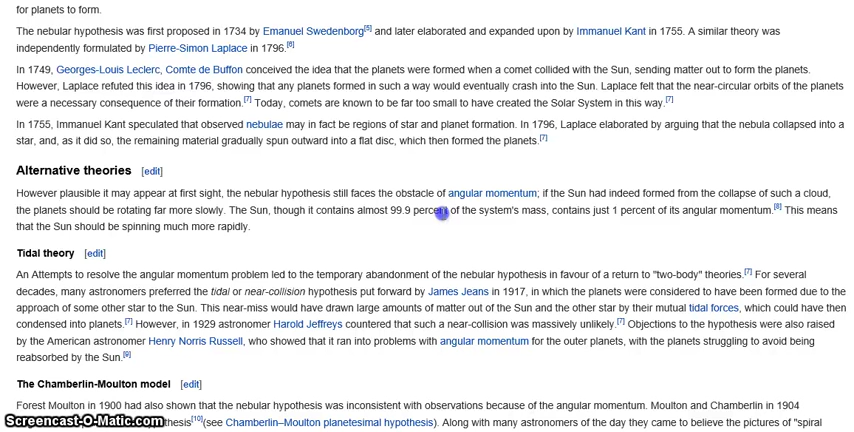 for planets to form.
The nebular hypothesis was first proposed in 1734 by Emanuel Swedenborg[5] and later elaborated and expanded upon by Immanuel Kant in 1755. A similar theory was
independently formulated by Pierre-Simon Laplace in 1796.[6]
In 1749, Georges-Louis Leclerc, Comte de Buffon conceived the idea that the planets were formed when a comet collided with the Sun, sending matter out to form the planets.
However, Laplace refuted this idea in 1796, showing that any planets formed in such a way would eventually crash into the Sun. Laplace felt that the near-circular orbits of the planets
were a necessary consequence of their formation.[7] Today, comets are known to be far too small to have created the Solar System in this way.[7]
In 1755, Immanuel Kant speculated that observed nebulae may in fact be regions of star and planet formation. In 1796, Laplace elaborated by arguing that the nebula collapsed into a
star, and, as it did so, the remaining material gradually spun outward into a flat disc, which then formed the planets.[7]
Alternative theories [edit]
However plausible it may appear at first sight, the nebular hypothesis still faces the obstacle of angular momentum; if the Sun had indeed formed from the collapse of such a cloud,
the planets should be rotating far more slowly. The Sun, though it contains almost 99.9 percent of the system's mass, contains just 1 percent of its angular momentum.[8] This means
that the Sun should be spinning much more rapidly.
Tidal theory [edit]
An Attempts to resolve the angular momentum problem led to the temporary abandonment of the nebular hypothesis in favour of a return to "two-body" theories.[7] For several
decades, many astronomers preferred the tidal or near-collision hypothesis put forward by James Jeans in 1917, in which the planets were considered to have been formed due to the
approach of some other star to the Sun. This near-miss would have drawn large amounts of matter out of the Sun and the other star by their mutual tidal forces, which could have then
condensed into planets.[7] However, in 1929 astronomer Harold Jeffreys countered that such a near-collision was massively unlikely.[7] Objections to the hypothesis were also raised
by the American astronomer Henry Norris Russell, who showed that it ran into problems with angular momentum for the outer planets, with the planets struggling to avoid being
reabsorbed by the Sun.[9]
The Chamberlin-Moulton model [edit]
Forest Moulton in 1900 had also shown that the nebular hypothesis was inconsistent with observations because of the angular momentum. Moulton and Chamberlin in 1904
Screencast-O-Matic.com thesis[10](see Chamberlin–Moulton planetesimal hypothesis). Along with many astronomers of the day they came to believe the pictures of "spiral